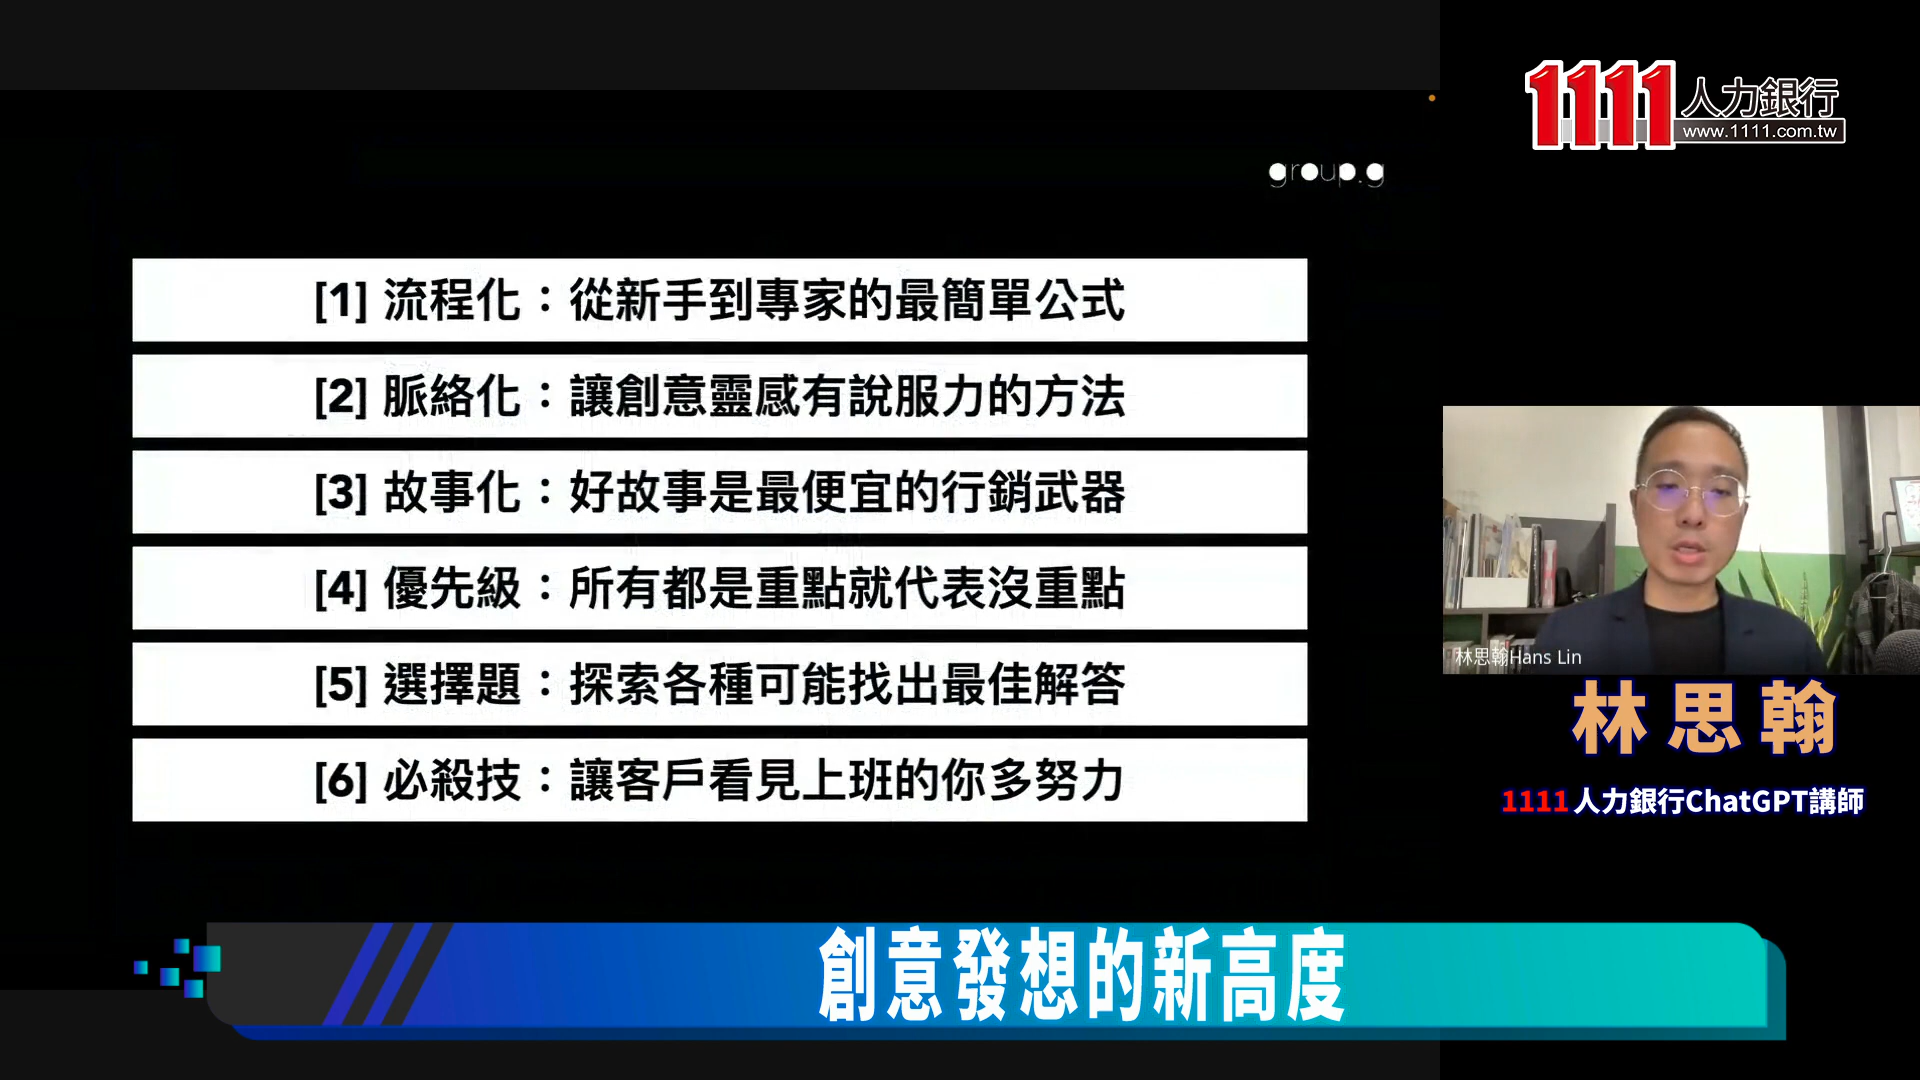 1111人力銀行
www.1111.com.tw
group.g
[1] 流程化：從新手到專家的最簡單公式
[2] 脈絡化：讓創意靈感有說服力的方法
[3] 故事化：好故事是最便宜的行銷武器
[4] 優先級：所有都是重點就代表沒重點
[5] 選擇題：探索各種可能找出最佳解答
[6] 必殺技：讓客戶看見上班的你多努力
林思翰Hans Lin
林思翰
1111人力銀行ChatGPT講師
創意發想的新高度